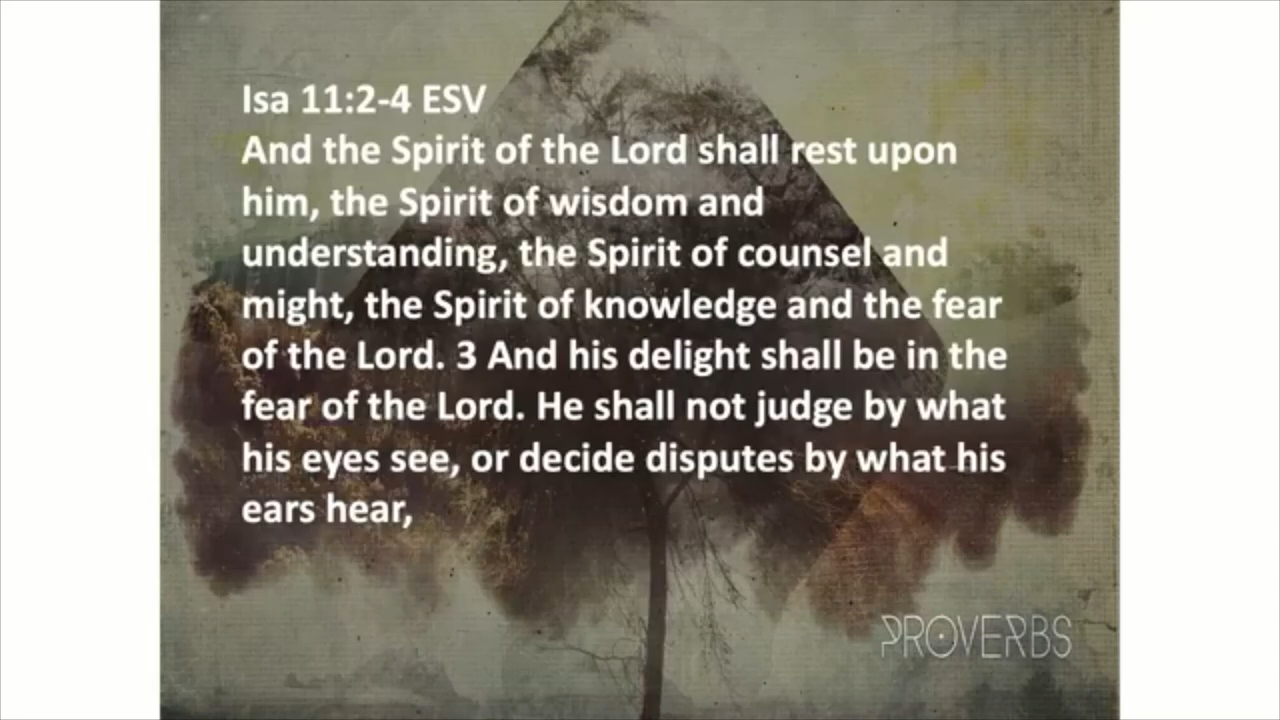 Isa 11:2-4 ESV
And the Spirit of the Lord shall rest upon
him, the Spirit of wisdom and
understanding, the Spirit of counsel and
might, the Spirit of knowledge and the fear
of the Lord. 3 And his delight shall be in the
fear of the Lord. He shall not judge by what
his eyes see, or decide disputes by what his
ears hear,
PROVERBS